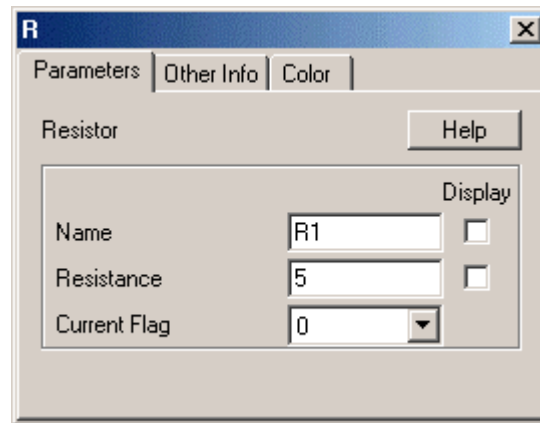 R
Parameters Other Info Color
Resistor Help
Display
Name R1
Resistance 5
Current Flag 0